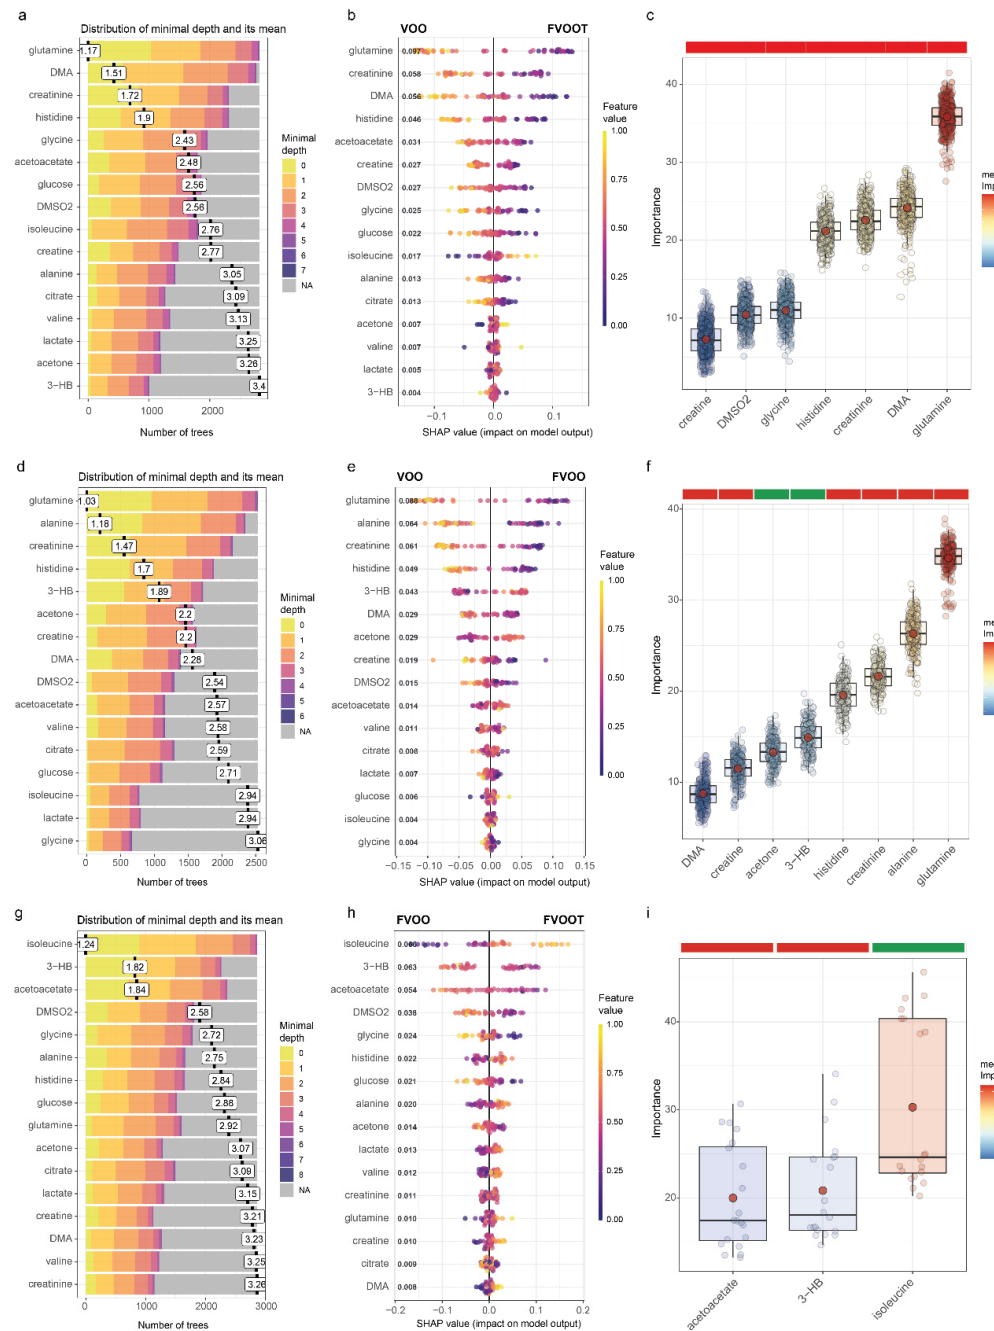 a
Distribution of minimal depth and its mean
glutamine
1.17
DMA
1.51
creatinine
1.72
histidine
1.9
glycine
2.43
acetoacetate
2.48
glucose
2.56
DMSO2
2.56
isoleucine
2.76
creatine
2.77
alanine
3.05
citrate
3.09
valine
3.13
lactate
3.25
acetone
3.26
3-HB
3.4
0 1000 2000
Number of trees
Minimal
depth
0
1
2
3
4
5
6
7
NA
b
VOO FVOOT
glutamine 0.097
creatinine 0.058
DMA 0.056
histidine 0.046
acetoacetate 0.034
creatine 0.027
DMSO2 0.027
glycine 0.025
glucose 0.022
isoleucine 0.017
alanine 0.013
citrate 0.013
acetone 0.007
valine 0.007
lactate 0.005
3-HB 0.004
−0.1 0.0 0.1
SHAP value (impact on model output)
Feature
value
1.00
0.75
0.50
0.25
0.00
c
Importance
40
30
20
10
creatine
DMSO2
glycine
histidine
creatinine
DMA
glutamine
me
Imp
d
Distribution of minimal depth and its mean
glutamine
1.03
alanine
1.18
creatinine
1.47
histidine
1.7
3-HB
1.89
acetone
2.2
creatine
2.2
DMA
2.28
DMSO2
2.54
acetoacetate
2.57
valine
2.58
citrate
2.59
glucose
2.71
isoleucine
2.94
lactate
2.94
glycine
3.06
0 500 1000 1500 2000 2500
Number of trees
Minimal
depth
0
1
2
3
4
5
6
NA
e
VOO FVOO
glutamine 0.088
alanine 0.064
creatinine 0.061
histidine 0.049
3-HB 0.043
DMA 0.029
acetone 0.029
creatine 0.019
DMSO2 0.015
acetoacetate 0.014
valine 0.011
citrate 0.008
lactate 0.007
glucose 0.006
isoleucine 0.004
glycine 0.004
−0.15 −0.10 −0.05 0.00 0.05 0.10 0.15
SHAP value (impact on model output)
Feature
value
1.00
0.75
0.50
0.25
0.00
f
Importance
40
30
20
10
DMA
creatine
acetone
3-HB
histidine
creatinine
alanine
glutamine
me
Imp
g
Distribution of minimal depth and its mean
isoleucine
1.24
3-HB
1.82
acetoacetate
1.84
DMSO2
2.58
glycine
2.72
alanine
2.75
histidine
2.84
glucose
2.88
glutamine
2.92
acetone
3.07
citrate
3.09
lactate
3.15
creatine
3.21
DMA
3.23
valine
3.25
creatinine
3.26
0 1000 2000 3000
Number of trees
Minimal
depth
0
1
2
3
4
5
6
7
8
NA
h
FVOO FVOOT
isoleucine
3-HB 0.063
acetoacetate 0.054
DMSO2 0.038
glycine 0.024
histidine 0.022
glucose 0.021
alanine 0.020
acetone 0.014
lactate 0.013
valine 0.012
creatinine 0.011
glutamine 0.010
creatine 0.010
citrate 0.009
DMA 0.008
−0.2 −0.1 0.0 0.1 0.2
SHAP value (impact on model output)
Feature
value
1.00
0.75
0.50
0.25
0.00
i
Importance
40
30
20
acetoacetate
3-HB
isoleucine
me
Imp